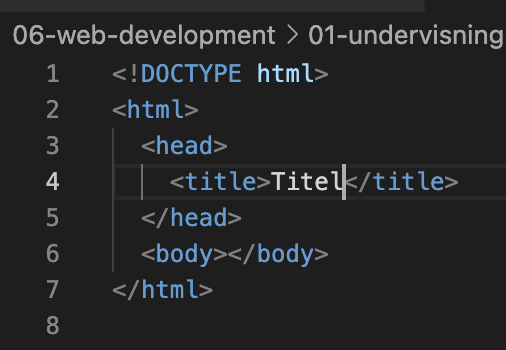 06-web-development > 01-undervisning
1 <!DOCTYPE html>
2 <html>
3 <head>
4 <title>Titel</title>
5 </head>
6 <body></body>
7 </html>
8